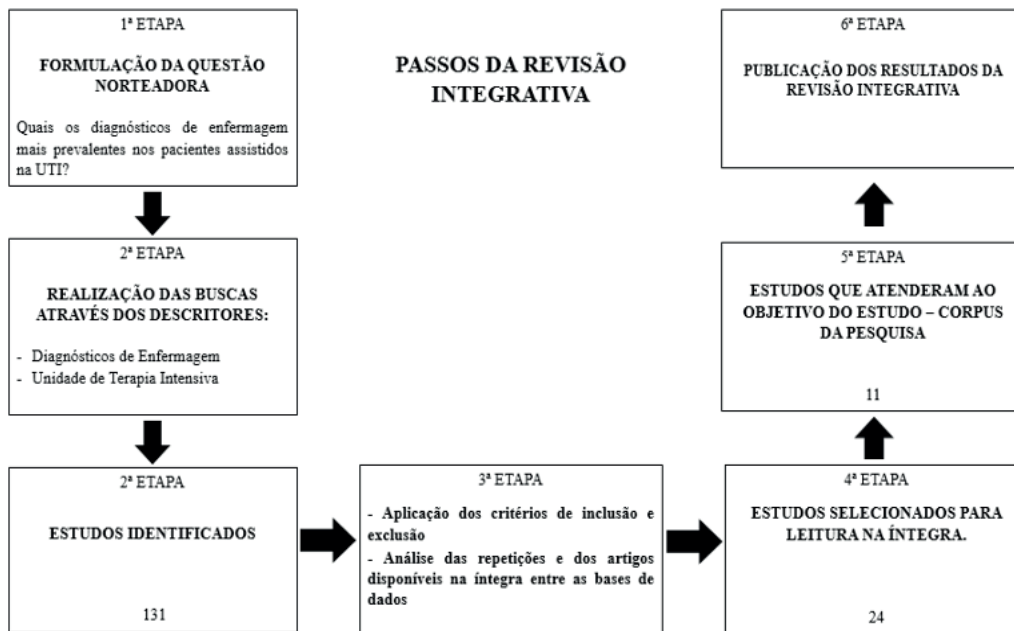 1ª ETAPA
FORMULAÇÃO DA QUESTÃO
NORTEADORA
Quais os diagnósticos de enfermagem
mais prevalentes nos pacientes assistidos
na UTI?
PASSOS DA REVISÃO
INTEGRATIVA
6ª ETAPA
PUBLICAÇÃO DOS RESULTADOS DA
REVISÃO INTEGRATIVA
2ª ETAPA
REALIZAÇÃO DAS BUSCAS
ATRAVÉS DOS DESCRITORES:
- Diagnósticos de Enfermagem
- Unidade de Terapia Intensiva
5ª ETAPA
ESTUDOS QUE ATENDERAM AO
OBJETIVO DO ESTUDO – CORPUS
DA PESQUISA
11
2ª ETAPA
ESTUDOS IDENTIFICADOS
131
3ª ETAPA
- Aplicação dos critérios de inclusão e
exclusão
- Análise das repetições e dos artigos
disponíveis na íntegra entre as bases de
dados
4ª ETAPA
ESTUDOS SELECIONADOS PARA
LEITURA NA ÍNTEGRA.
24